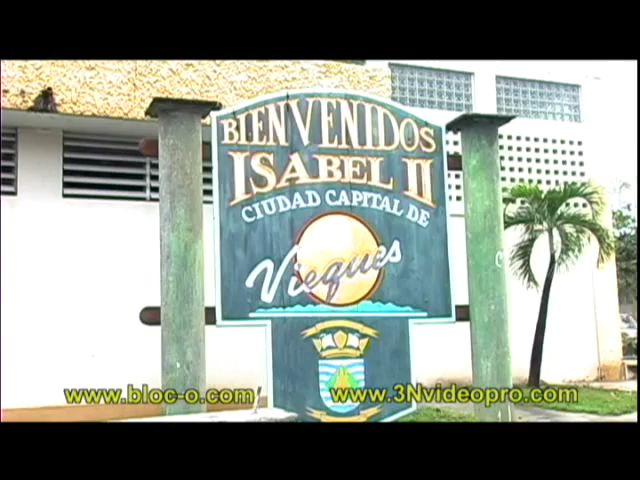 BIENVENIDOS
ISABEL II
CIUDAD CAPITAL DE
Vieques
www.bloc-o.com
www.3Nvideopro.com